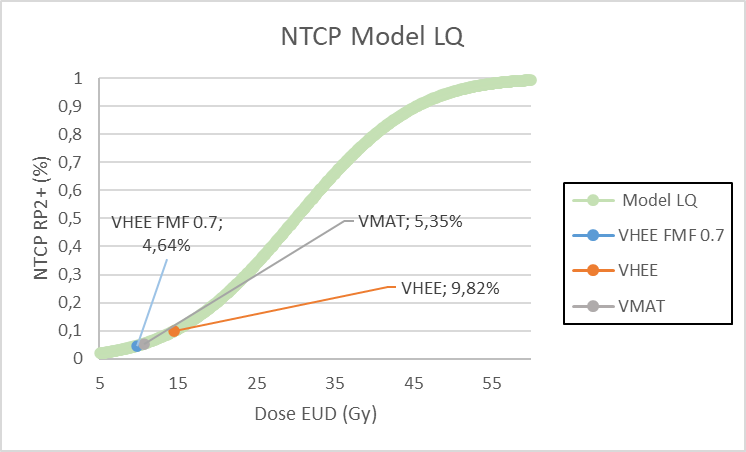 NTCP Model LQ
NTCP RP2+ (%)
1
0,9
0,8
0,7
0,6
0,5
0,4
0,3
0,2
0,1
0
VHEE FMF 0.7;
4,64%
VMAT; 5,35%
VHEE; 9,82%
5
15
25
35
45
55
Dose EUD (Gy)
Model LQ
VHEE FMF 0.7
VHEE
VMAT